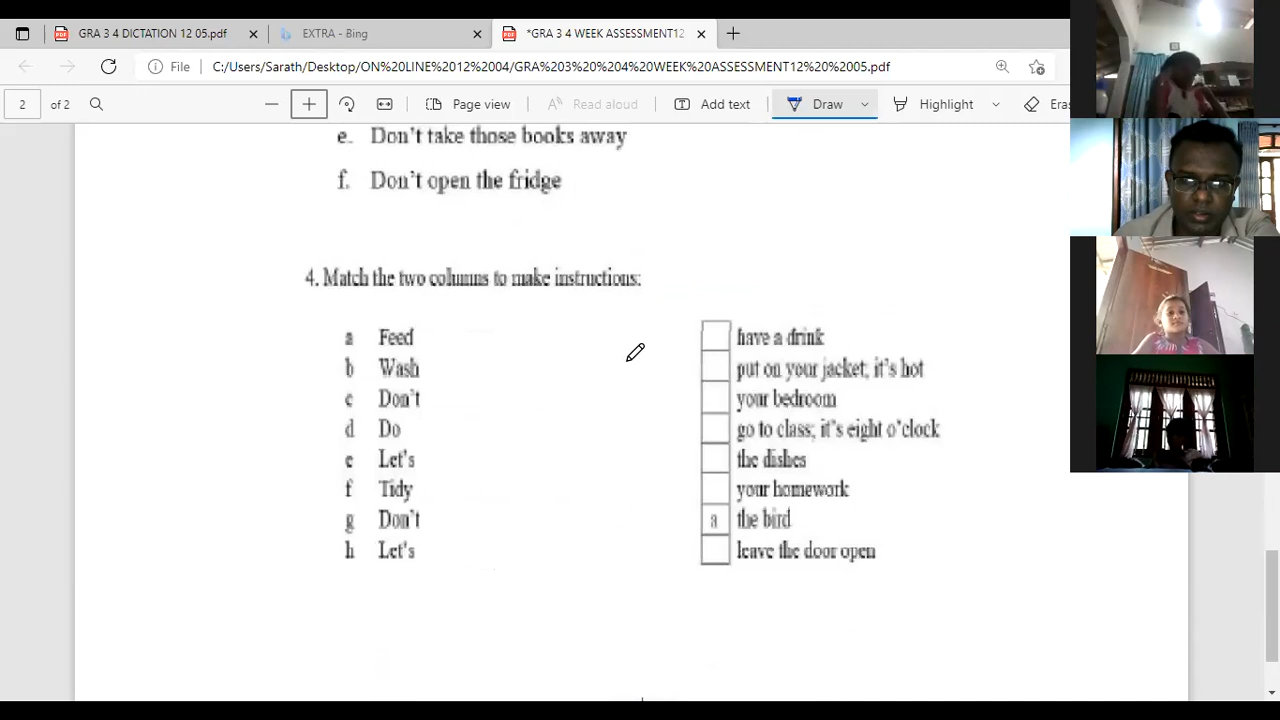 GRA 3 4 DICTATION 12 05.pdf
EXTRA - Bing
*GRA 3 4 WEEK ASSESSMENT12
File C:/Users/Sarath/Desktop/ON%20LINE%2012%2004/GRA%203%20%204%20WEEK%20ASSESSMENT12%20%2005.pdf
2 of 2 Page view Read aloud Add text Draw Highlight Eras
e. Don't take those books away
f. Don't open the fridge
4. Match the two columns to make instructions:
a Feed have a drink
b Wash put on your jacket; it's hot
c Don't your bedroom
d Do go to class; it's eight o'clock
e Let's the dishes
f Tidy your homework
g Don't a the bird
h Let's leave the door open